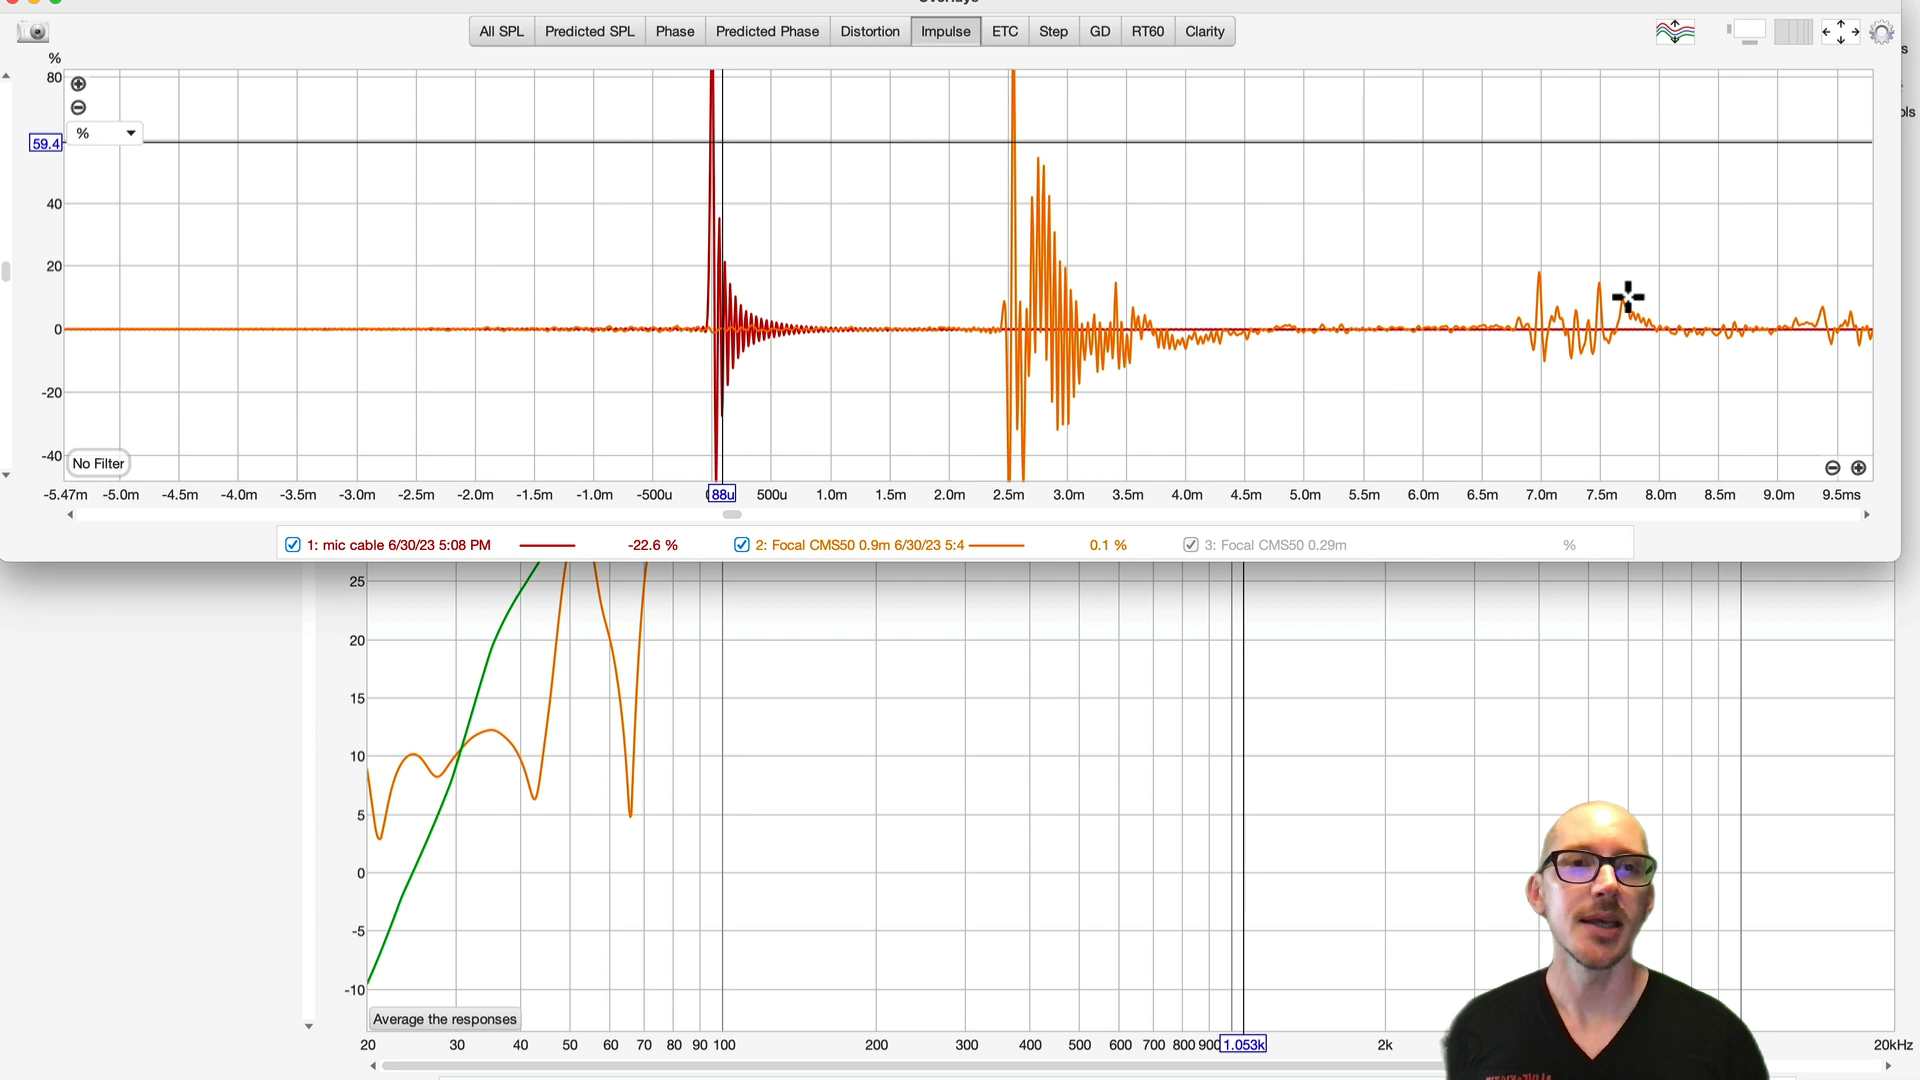 Overlays
All SPL Predicted SPL Phase Predicted Phase Distortion Impulse ETC Step GD RT60 Clarity
%
80
59.4
%
40
20
0
-20
-40
No Filter
-5.47m -5.0m -4.5m -4.0m -3.5m -3.0m -2.5m -2.0m -1.5m -1.0m -500u 88u 500u 1.0m 1.5m 2.0m 2.5m 3.0m 3.5m 4.0m 4.5m 5.0m 5.5m 6.0m 6.5m 7.0m 7.5m 8.0m 8.5m 9.0m 9.5ms
1: mic cable 6/30/23 5:08 PM -22.6 % 2: Focal CMS50 0.9m 6/30/23 5:4 0.1 % 3: Focal CMS50 0.29m %
25
20
15
10
5
0
-5
-10
Average the responses
20 30 40 50 60 70 80 90 100 200 300 400 500 600 700 800 900 1.053k 2k 20kHz